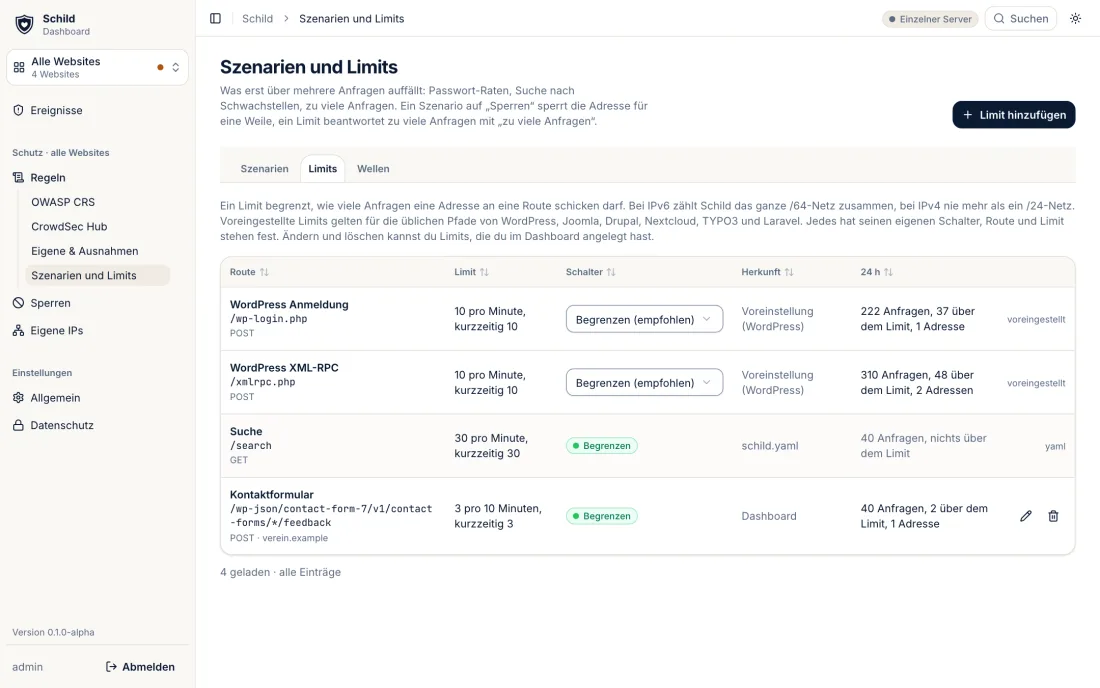 Schild
Dashboard
Alle Websites
4 Websites
Ereignisse
Schutz · alle Websites
Regeln
OWASP CRS
CrowdSec Hub
Eigene & Ausnahmen
Szenarien und Limits
Sperren
Eigene IPs
Einstellungen
Allgemein
Datenschutz
Version 0.1.0-alpha
admin
Abmelden
Schild
Szenarien und Limits
Einzelner Server
Suchen
Szenarien und Limits
Was erst über mehrere Anfragen auffällt: Passwort-Raten, Suche nach
Schwachstellen, zu viele Anfragen. Ein Szenario auf „Sperren“ sperrt die Adresse für
eine Weile, ein Limit beantwortet zu viele Anfragen mit „zu viele Anfragen“.
Limit hinzufügen
Szenarien
Limits
Wellen
Ein Limit begrenzt, wie viele Anfragen eine Adresse an eine Route schicken darf. Bei IPv6 zählt Schild das ganze /64-Netz zusammen, bei IPv4 nie mehr als ein /24-Netz.
Voreingestellte Limits gelten für die üblichen Pfade von WordPress, Joomla, Drupal, Nextcloud, TYPO3 und Laravel. Jedes hat seinen eigenen Schalter, Route und Limit
stehen fest. Ändern und löschen kannst du Limits, die du im Dashboard angelegt hast.
Route
Limit
Schalter
Herkunft
24 h
WordPress Anmeldung
/wp-login.php
POST
10 pro Minute,
kurzzeitig 10
Begrenzen (empfohlen)
Voreinstellung
(WordPress)
222 Anfragen, 37 über
dem Limit, 1 Adresse
voreingestellt
WordPress XML-RPC
/xmlrpc.php
POST
10 pro Minute,
kurzzeitig 10
Begrenzen (empfohlen)
Voreinstellung
(WordPress)
310 Anfragen, 48 über
dem Limit, 2 Adressen
voreingestellt
Suche
/search
GET
30 pro Minute,
kurzzeitig 30
Begrenzen
schild.yaml
40 Anfragen, nichts über
dem Limit
yaml
Kontaktformular
/wp-json/contact-form-7/v1/contact
-forms/*/feedback
POST · verein.example
3 pro 10 Minuten,
kurzzeitig 3
Begrenzen
Dashboard
40 Anfragen, 2 über dem
Limit, 1 Adresse
4 geladen · alle Einträge